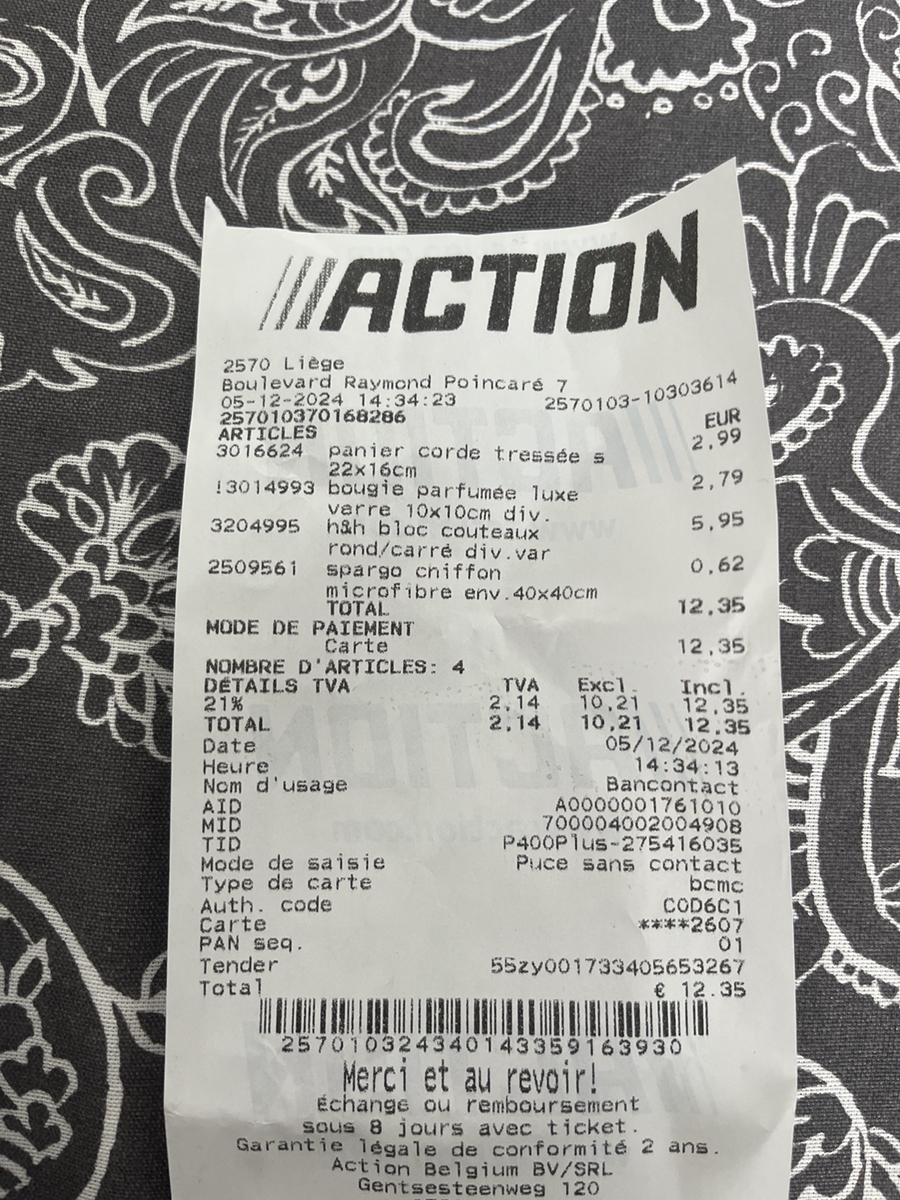 ACTION
2570 Liège
Boulevard Raymond Poincaré 7
05-12-2024 14:34:23 2570103-10303614
257010370168286 EUR
ARTICLES
3016624 panier corde tressée s 2,99
22x16cm
!3014993 bougie parfumée luxe 2,79
verre 10x10cm div.
3204995 h&h bloc couteaux 5,95
rond/carré div.var
2509561 spargo chiffon 0,62
microfibre env.40x40cm
TOTAL 12,35
MODE DE PAIEMENT
Carte 12,35
NOMBRE D'ARTICLES: 4
DÉTAILS TVA TVA Excl. Incl.
21% 2,14 10,21 12,35
TOTAL 2,14 10,21 12,35
Date 05/12/2024
Heure 14:34:13
Nom d'usage Bancontact
AID A0000001761010
MID 700004002004908
TID P400Plus-275416035
Mode de saisie Puce sans contact
Type de carte bcmc
Auth. code C0D6C1
Carte ****2607
PAN seq. 01
Tender 55zy001733405653267
Total € 12.35
257010324340143359163930
Merci et au revoir!
Échange ou remboursement
sous 8 jours avec ticket.
Garantie légale de conformité 2 ans.
Action Belgium BV/SRL
Gentsesteenweg 120